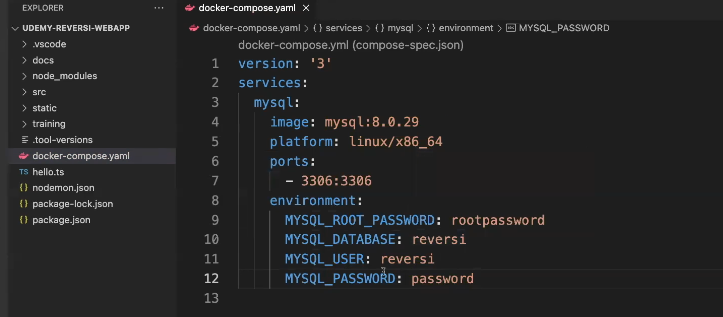 EXPLORER ···
UDEMY-REVERSI-WEBAPP
.vscode
docs
node_modules
src
static
training
.tool-versions
docker-compose.yaml
TS hello.ts
{} nodemon.json
{} package-lock.json
{} package.json
docker-compose.yaml ×
docker-compose.yaml > {} services > {} mysql > {} environment > MYSQL_PASSWORD
docker-compose.yml (compose-spec.json)
1 version: '3'
2 services:
3 mysql:
4 image: mysql:8.0.29
5 platform: linux/x86_64
6 ports:
7 - 3306:3306
8 environment:
9 MYSQL_ROOT_PASSWORD: rootpassword
10 MYSQL_DATABASE: reversi
11 MYSQL_USER: reversi
12 MYSQL_PASSWORD: password
13